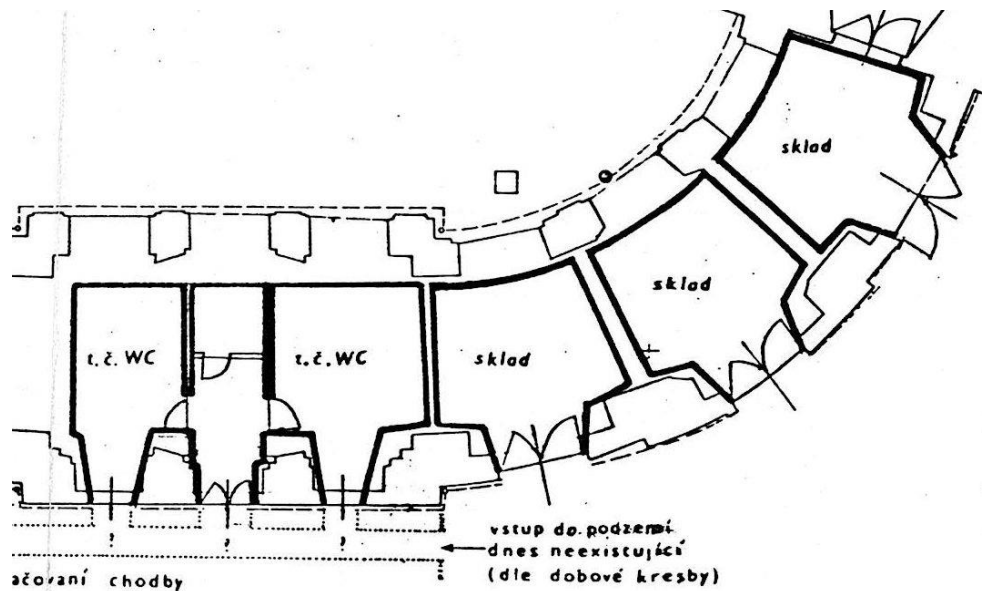 sklad
sklad
t.č. WC
t.č. WC
sklad
vstup do podzemí
dnes neexistující
(dle dobové kresby)
ačovaní chodby